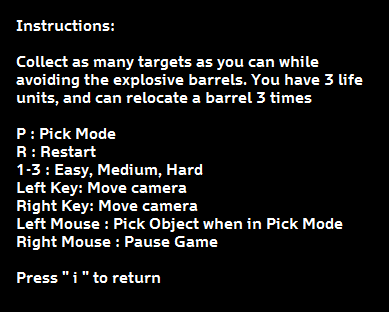 Instructions:
Collect as many targets as you can while
avoiding the explosive barrels. You have 3 life
units, and can relocate a barrel 3 times
P : Pick Mode
R : Restart
1-3 : Easy, Medium, Hard
Left Key: Move camera
Right Key: Move camera
Left Mouse : Pick Object when in Pick Mode
Right Mouse : Pause Game
Press " i " to return